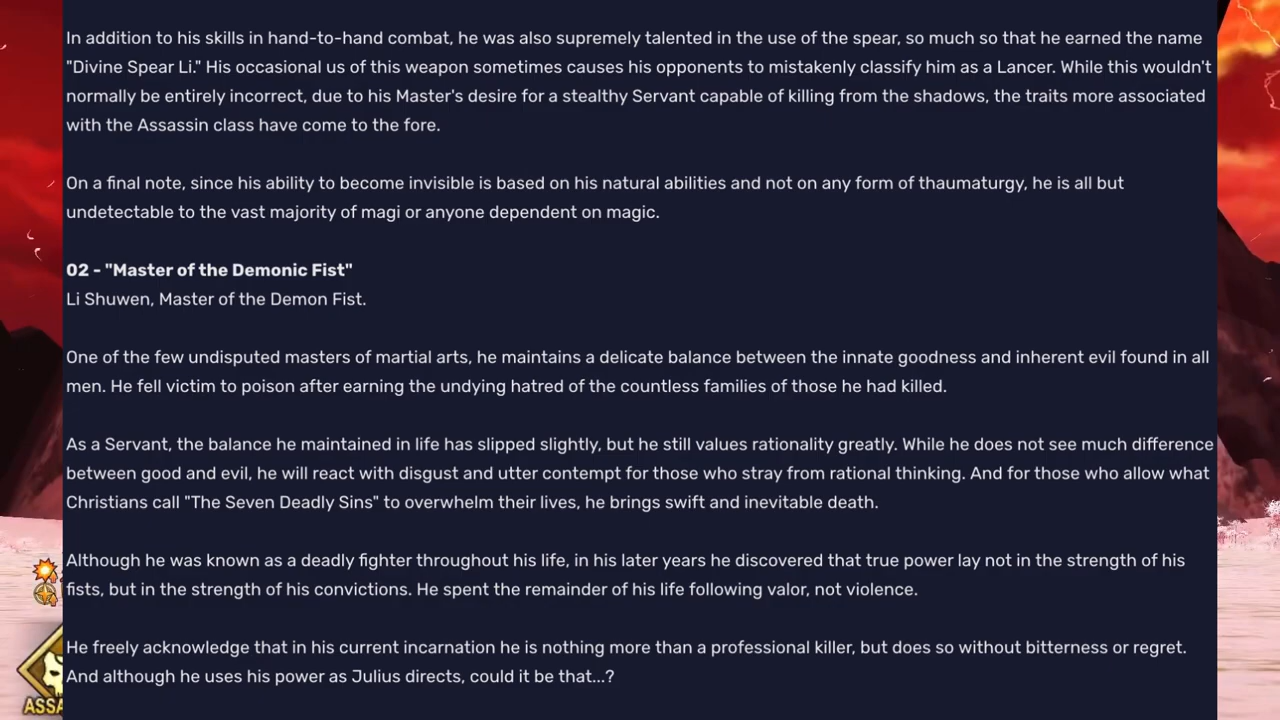 In addition to his skills in hand-to-hand combat, he was also supremely talented in the use of the spear, so much so that he earned the name
"Divine Spear Li." His occasional us of this weapon sometimes causes his opponents to mistakenly classify him as a Lancer. While this wouldn't
normally be entirely incorrect, due to his Master's desire for a stealthy Servant capable of killing from the shadows, the traits more associated
with the Assassin class have come to the fore.
On a final note, since his ability to become invisible is based on his natural abilities and not on any form of thaumaturgy, he is all but
undetectable to the vast majority of magi or anyone dependent on magic.
02 - "Master of the Demonic Fist"
Li Shuwen, Master of the Demon Fist.
One of the few undisputed masters of martial arts, he maintains a delicate balance between the innate goodness and inherent evil found in all
men. He fell victim to poison after earning the undying hatred of the countless families of those he had killed.
As a Servant, the balance he maintained in life has slipped slightly, but he still values rationality greatly. While he does not see much difference
between good and evil, he will react with disgust and utter contempt for those who stray from rational thinking. And for those who allow what
Christians call "The Seven Deadly Sins" to overwhelm their lives, he brings swift and inevitable death.
Although he was known as a deadly fighter throughout his life, in his later years he discovered that true power lay not in the strength of his
fists, but in the strength of his convictions. He spent the remainder of his life following valor, not violence.
He freely acknowledge that in his current incarnation he is nothing more than a professional killer, but does so without bitterness or regret.
And although he uses his power as Julius directs, could it be that...?
ASSA